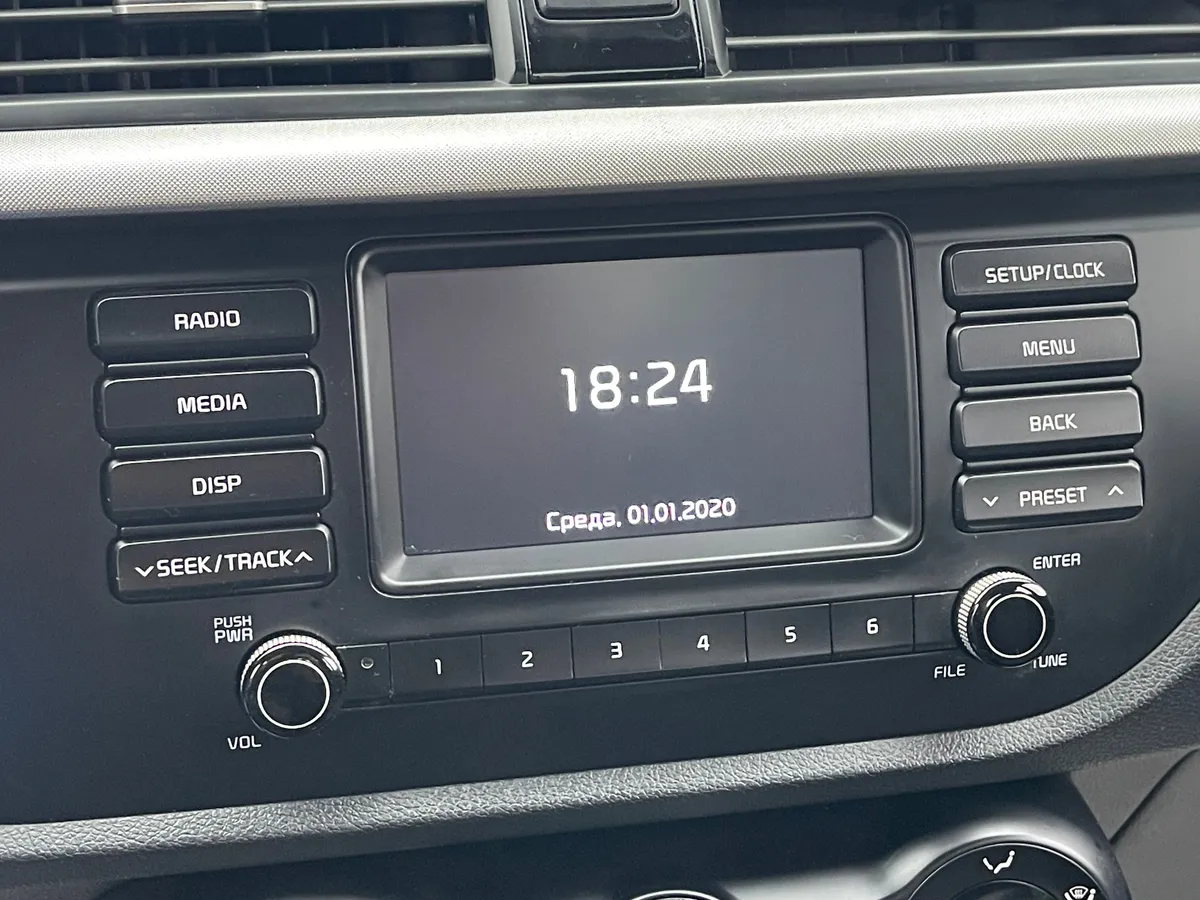 RADIO
MEDIA
DISP
SEEK/TRACK
18:24
Среда, 01.01.2020
SETUP/CLOCK
MENU
BACK
PRESET
PUSH
PWR
VOL
1 2 3 4 5 6
ENTER
FILE
TUNE